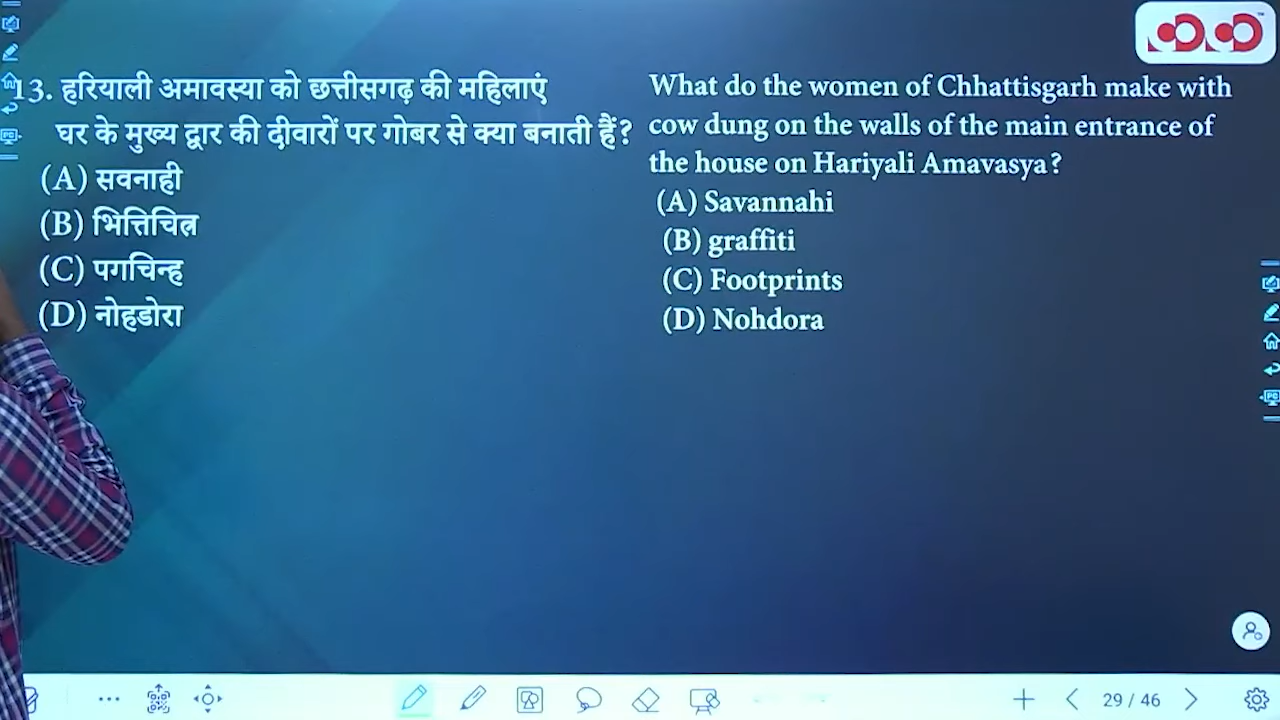 13. हरियाली अमावस्या को छत्तीसगढ़ की महिलाएं
घर के मुख्य द्वार की दीवारों पर गोबर से क्या बनाती हैं?
(A) सवनाही
(B) भित्तिचित्र
(C) पगचिन्ह
(D) नोहडोरा
What do the women of Chhattisgarh make with
cow dung on the walls of the main entrance of
the house on Hariyali Amavasya?
(A) Savannahi
(B) graffiti
(C) Footprints
(D) Nohdora
29 / 46